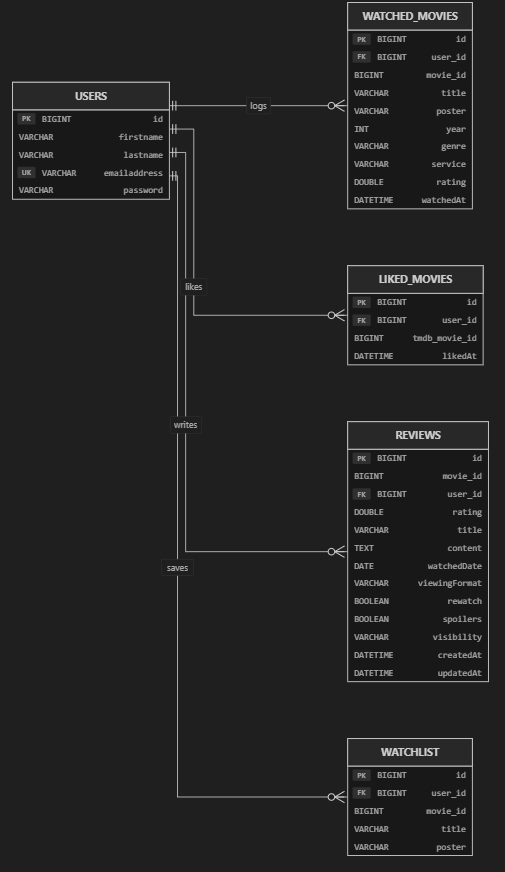 USERS
PK BIGINT id
VARCHAR firstname
VARCHAR lastname
UK VARCHAR emailaddress
VARCHAR password
logs
likes
writes
saves
WATCHED_MOVIES
PK BIGINT id
FK BIGINT user_id
BIGINT movie_id
VARCHAR title
VARCHAR poster
INT year
VARCHAR genre
VARCHAR service
DOUBLE rating
DATETIME watchedAt
LIKED_MOVIES
PK BIGINT id
FK BIGINT user_id
BIGINT tmdb_movie_id
DATETIME likedAt
REVIEWS
PK BIGINT id
BIGINT movie_id
FK BIGINT user_id
DOUBLE rating
VARCHAR title
TEXT content
DATE watchedDate
VARCHAR viewingFormat
BOOLEAN rewatch
BOOLEAN spoilers
VARCHAR visibility
DATETIME createdAt
DATETIME updatedAt
WATCHLIST
PK BIGINT id
FK BIGINT user_id
BIGINT movie_id
VARCHAR title
VARCHAR poster